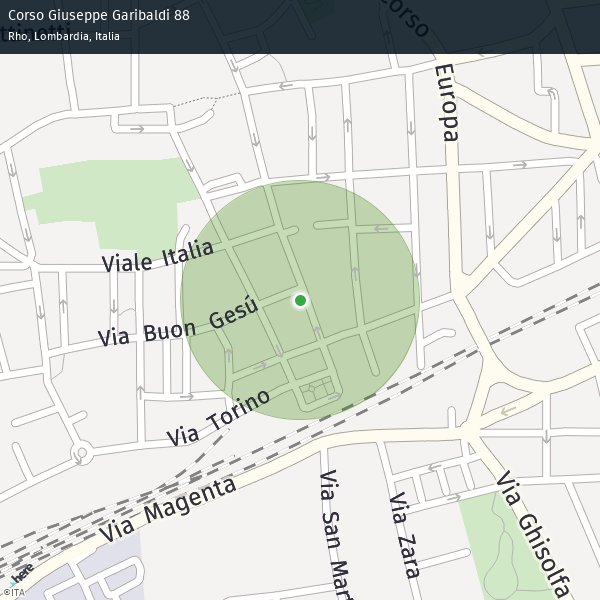 Corso Giuseppe Garibaldi 88
Rho, Lombardia, Italia
Corso
Europa
Viale Italia
Via Buon Gesú
Via Torino
Via Magenta
Via San Mar
Via Zara
Via Ghisolfa
here
©ITA